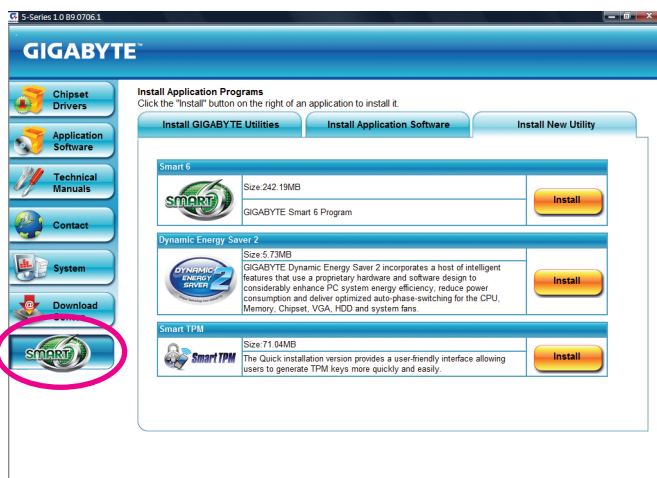 5-Series 1.0 B9.0706.1
GIGABYTE™
Chipset
Drivers
Application
Software
Technical
Manuals
Contact
System
Download
SMART6
Install Application Programs
Click the "Install" button on the right of an application to install it.
Install GIGABYTE Utilities
Install Application Software
Install New Utility
Smart 6
SMART6
Size:242.19MB
GIGABYTE Smart 6 Program
Install
Dynamic Energy Saver 2
DYNAMIC
ENERGY
SAVER 2
Size:5.73MB
GIGABYTE Dynamic Energy Saver 2 incorporates a host of intelligent
features that use a proprietary hardware and software design to
considerably enhance PC system energy efficiency, reduce power
consumption and deliver optimized auto-phase-switching for the CPU,
Memory, Chipset, VGA, HDD and system fans.
Install
Smart TPM
Smart TPM
Size:71.04MB
The Quick installation version provides a user-friendly interface allowing
users to generate TPM keys more quickly and easily.
Install